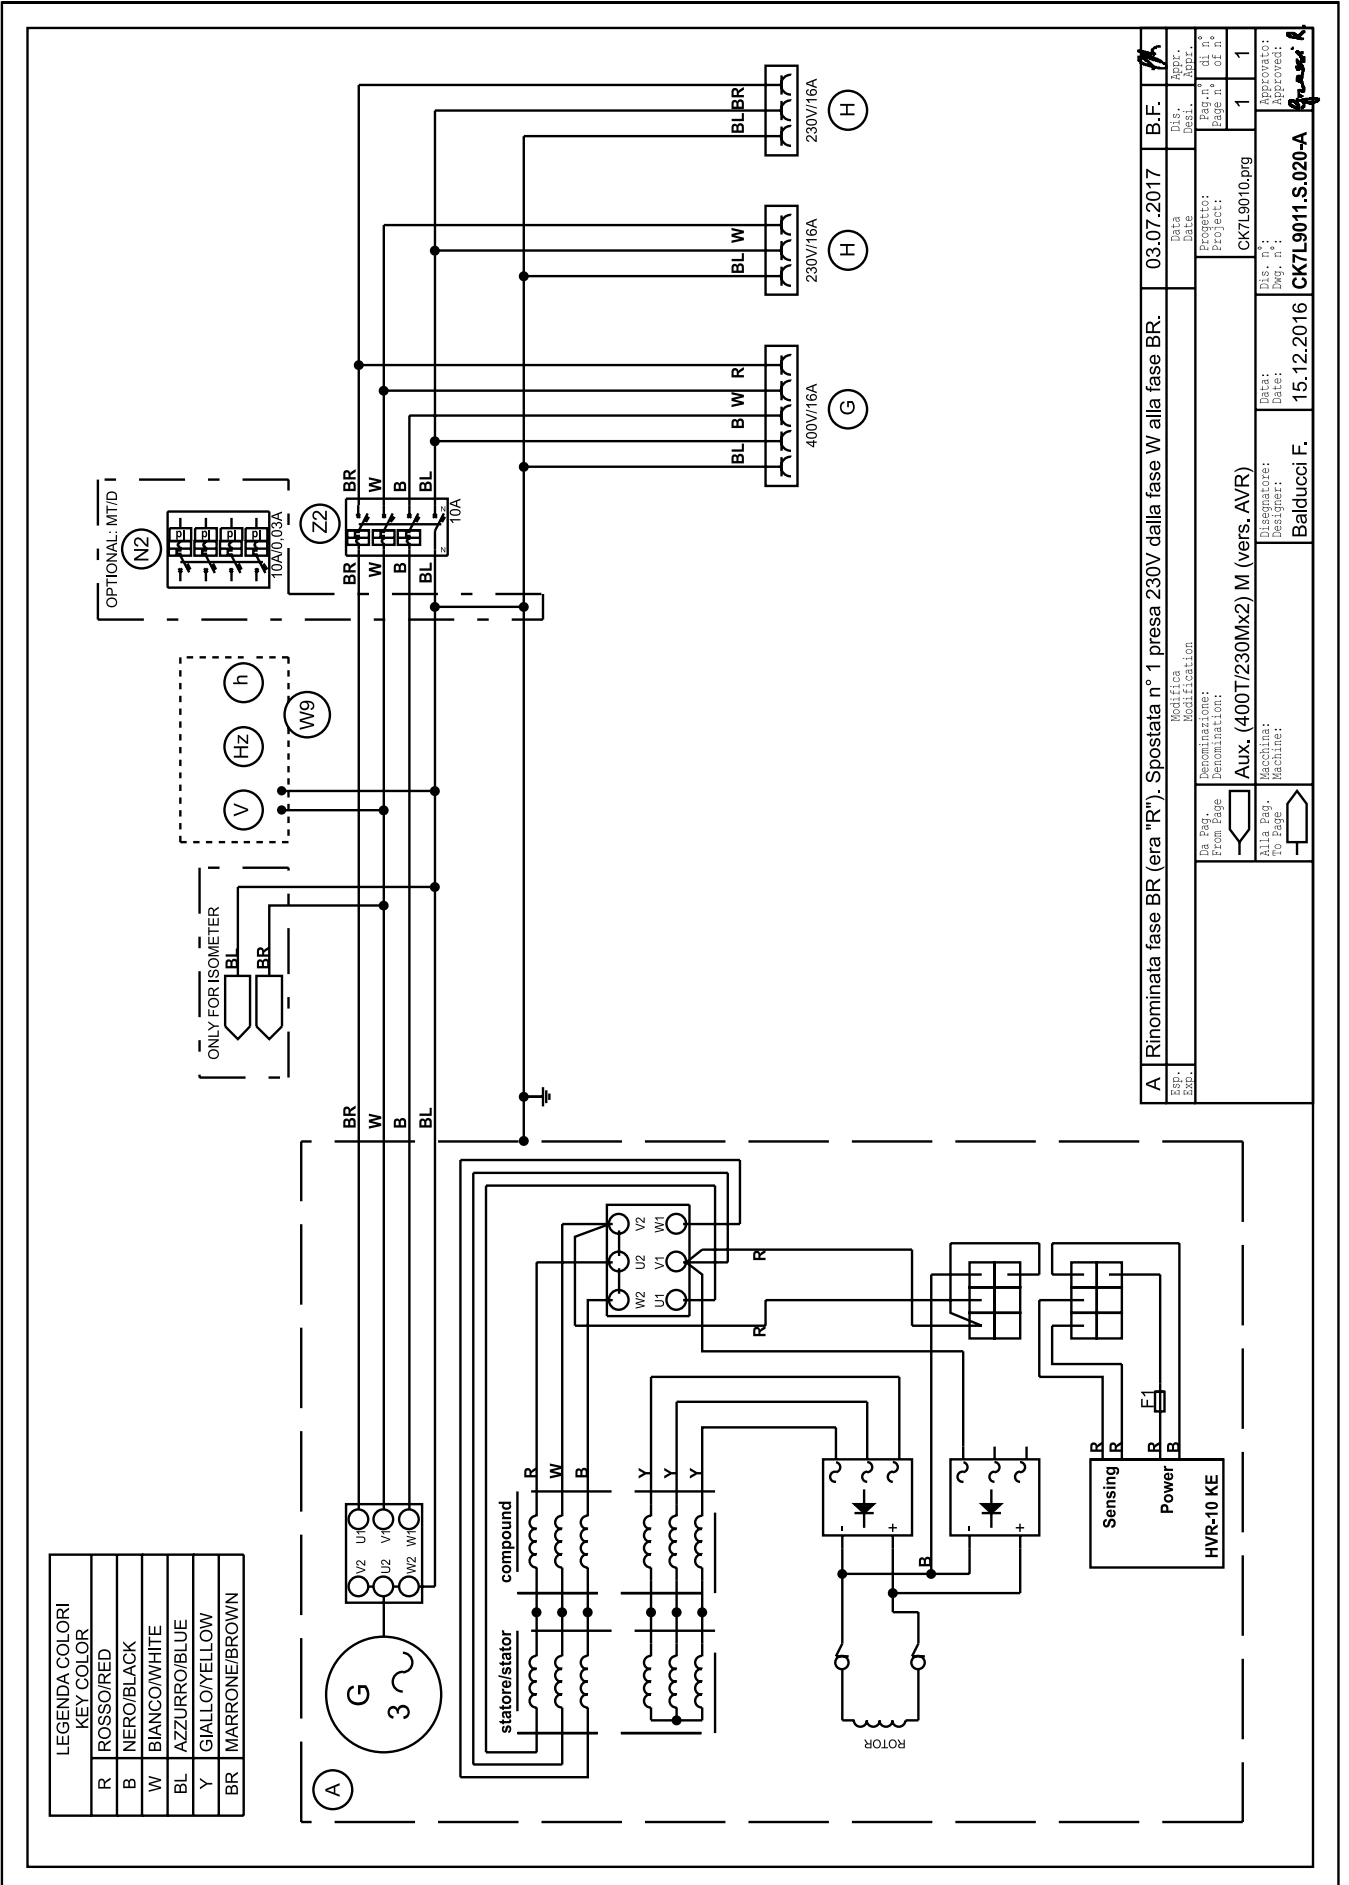 LEGENDA COLORI
KEY COLOR
R ROSSO/RED
B NERO/BLACK
W BIANCO/WHITE
BL AZZURRO/BLUE
Y GIALLO/YELLOW
BR MARRONE/BROWN
A
G
3
V2 U1
U2 V1
W2 W1
BR
W
B
BL
ONLY FOR ISOMETER
BL
BR
V
Hz
h
W9
OPTIONAL: MT/D
N2
pI
pI
pI
pI
10A/0,03A
Z2
BR
W
B
BL
N
N
10A
BR
W
B
BL
BL
B
W
R
400V/16A
G
BL
W
230V/16A
H
BL
BR
230V/16A
H
statore/stator
compound
R
W
B
Y
Y
Y
W2 U2 V2
U1 V1 W1
R
R
ROTOR
-
+
B
-
+
Sensing
Power
HVR-10 KE
R
R
R
B
F1
A Rinominata fase BR (era "R"). Spostata n° 1 presa 230V dalla fase W alla fase BR. 03.07.2017 B.F.
Esp. Modifica Data Dis. Appr.
Exp. Modification Date Desi. Appr.
Da Pag.
From Page
Denominazione:
Denomination:
Aux. (400T/230Mx2) M (vers. AVR)
Progetto:
Project:
CK7L9010.prg
Pag.n° di n°
Page n° of n°
1 1
Alla Pag.
To Page
Macchina:
Machine:
Disegnatore:
Designer:
Balducci F.
Data:
Date:
15.12.2016
Dis. n°:
Dwg. n°:
CK7L9011.S.020-A
Approvato:
Approved: